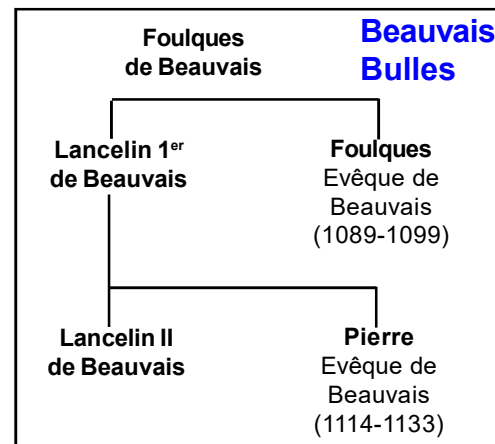 Foulques
de Beauvais
Beauvais
Bulles
Lancelin 1er
de Beauvais
Foulques
Evêque de
Beauvais
(1089-1099)
Lancelin II
de Beauvais
Pierre
Evêque de
Beauvais
(1114-1133)